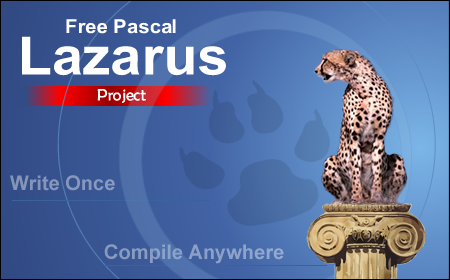 Free Pascal
Lazarus
Project
Write Once
Compile Anywhere